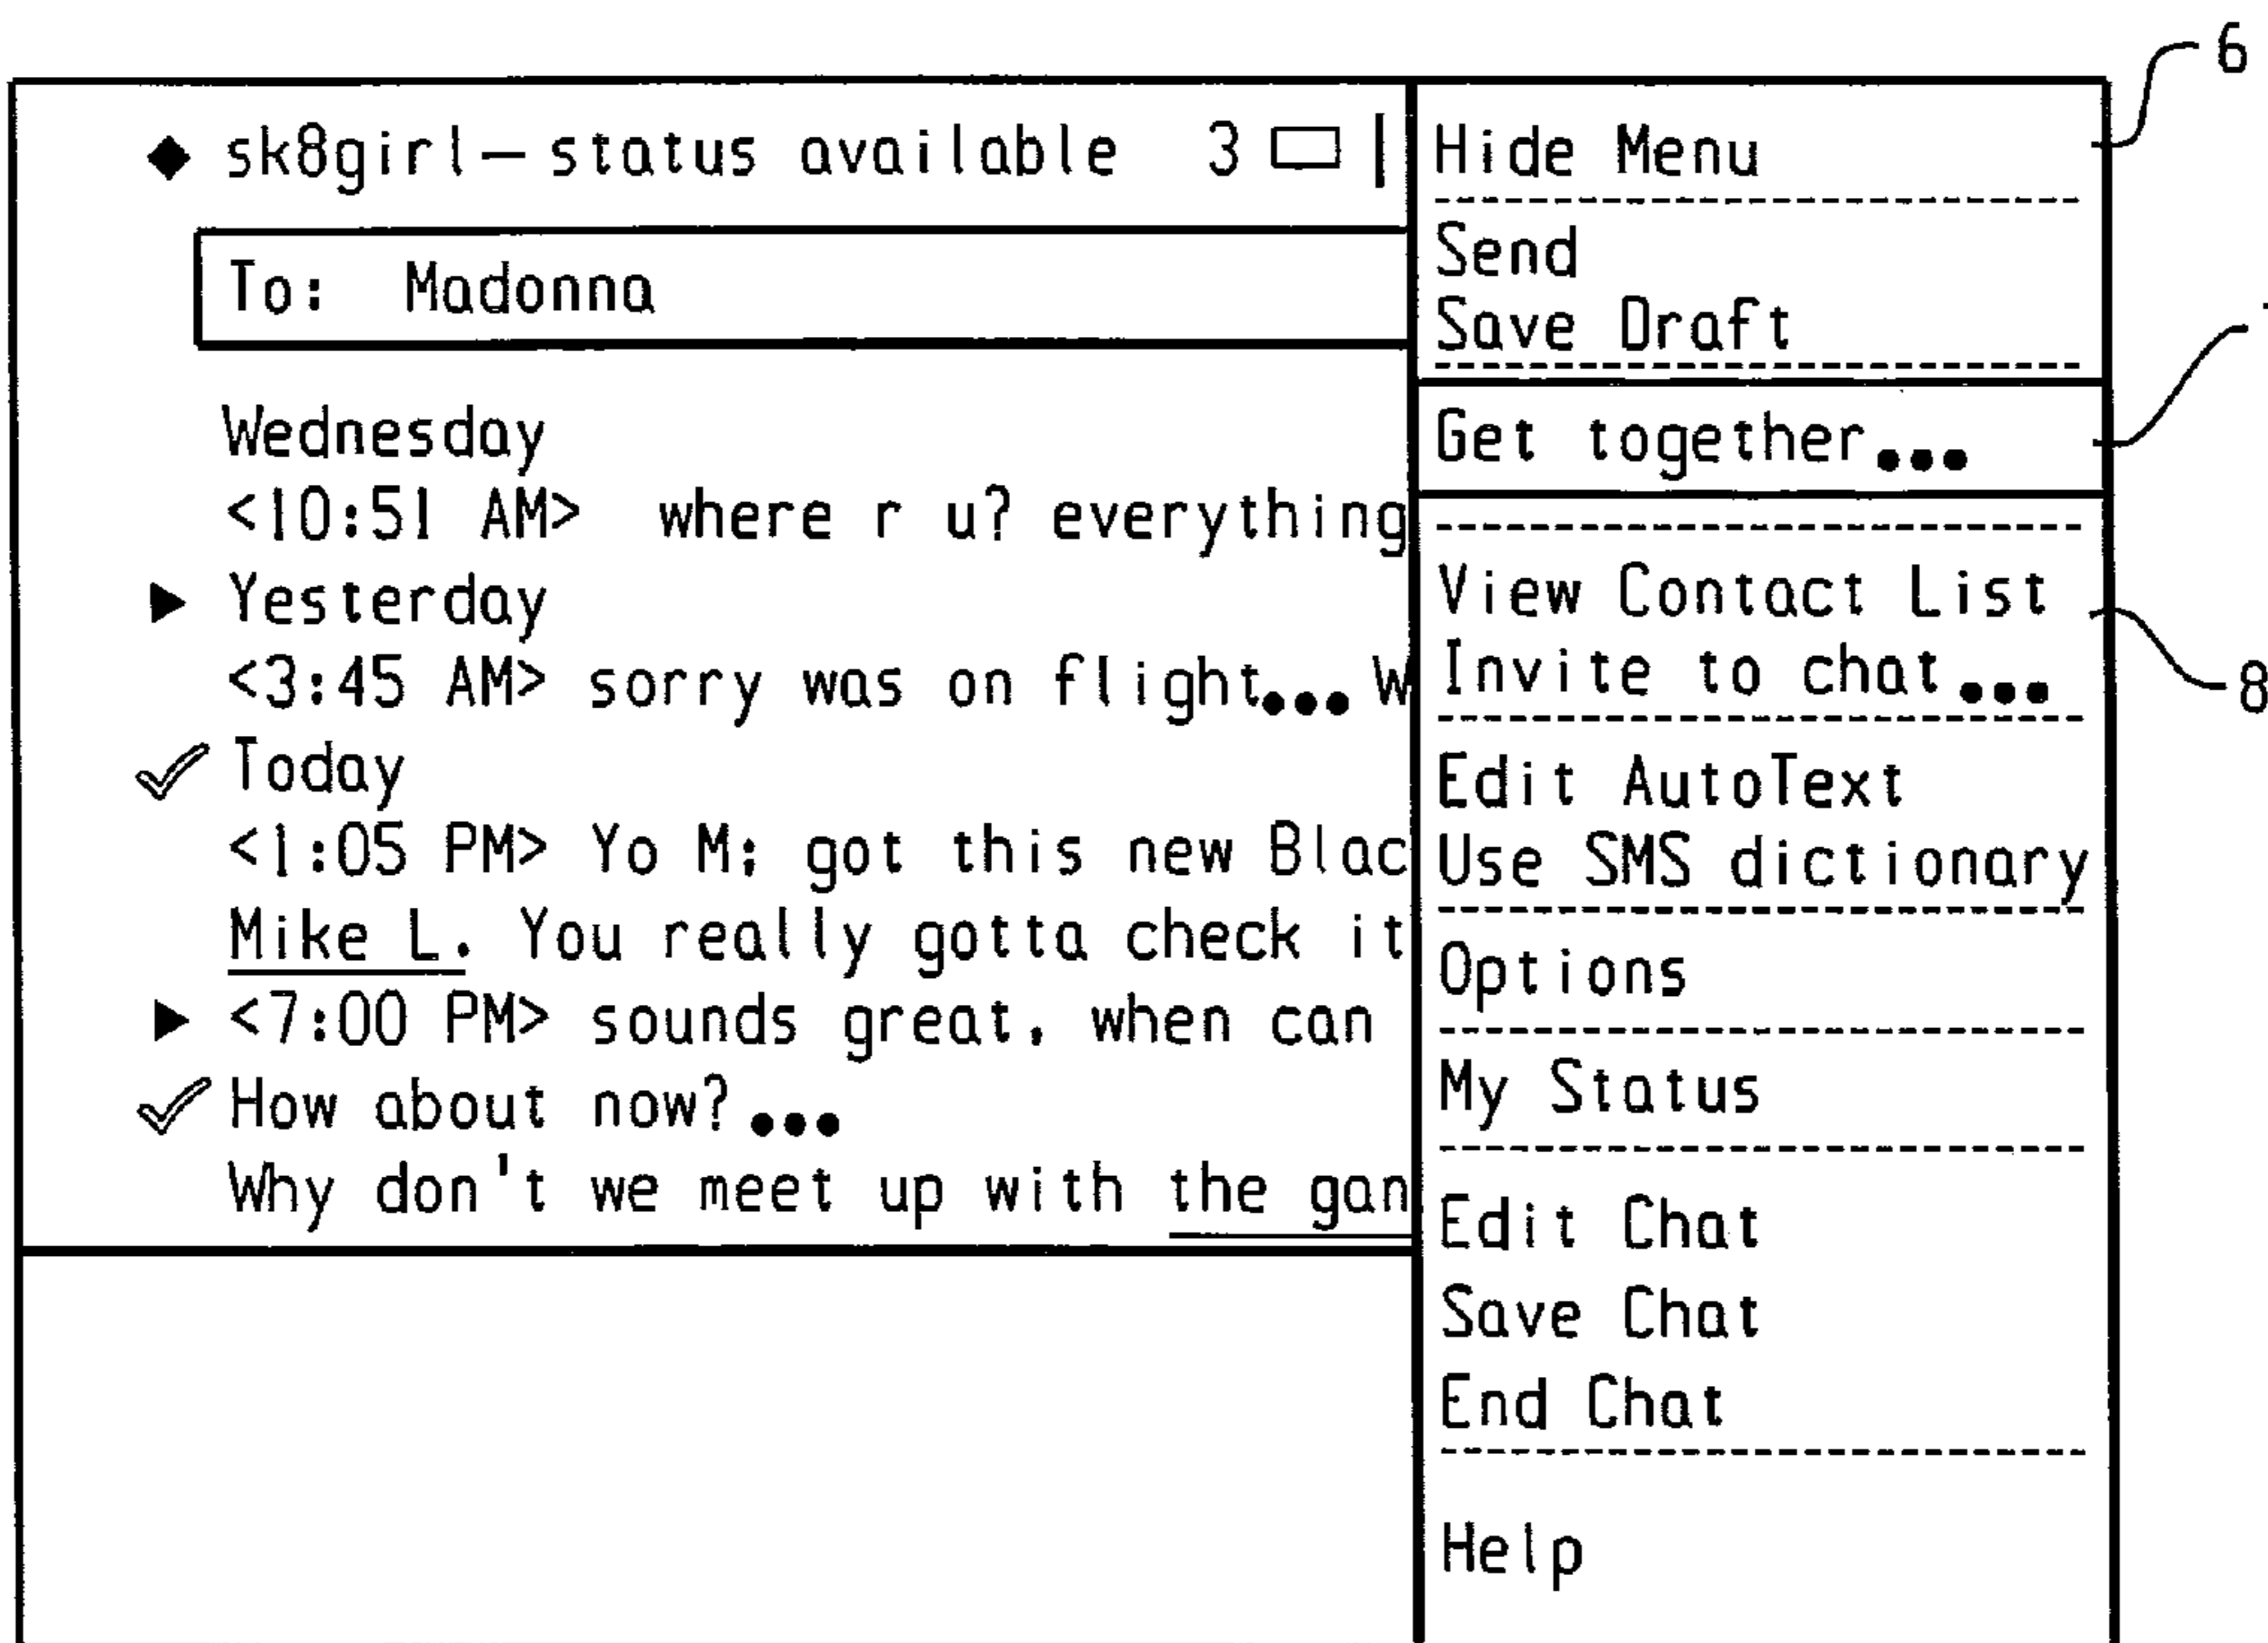 6
◆ sk8girl— status available 3
To: Madonna
Wednesday
<10:51 AM> where r u? everything
▶ Yesterday
<3:45 AM> sorry was on flight... W
✓ Today
<1:05 PM> Yo M; got this new Blac
Mike L. You really gotta check it
▶ <7:00 PM> sounds great, when can
✓ How about now?...
Why don't we meet up with the gan
Hide Menu
Send
Save Draft
Get together...
View Contact List
Invite to chat...
8
Edit AutoText
Use SMS dictionary
Options
My Status
Edit Chat
Save Chat
End Chat
Help